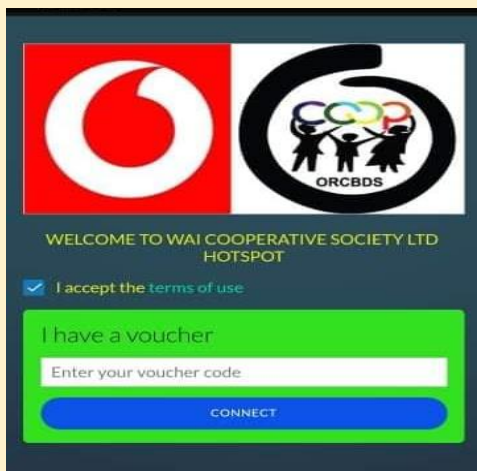 COOP
ORCBDS
WELCOME TO WAI COOPERATIVE SOCIETY LTD
HOTSPOT
I accept the terms of use
I have a voucher
Enter your voucher code
CONNECT